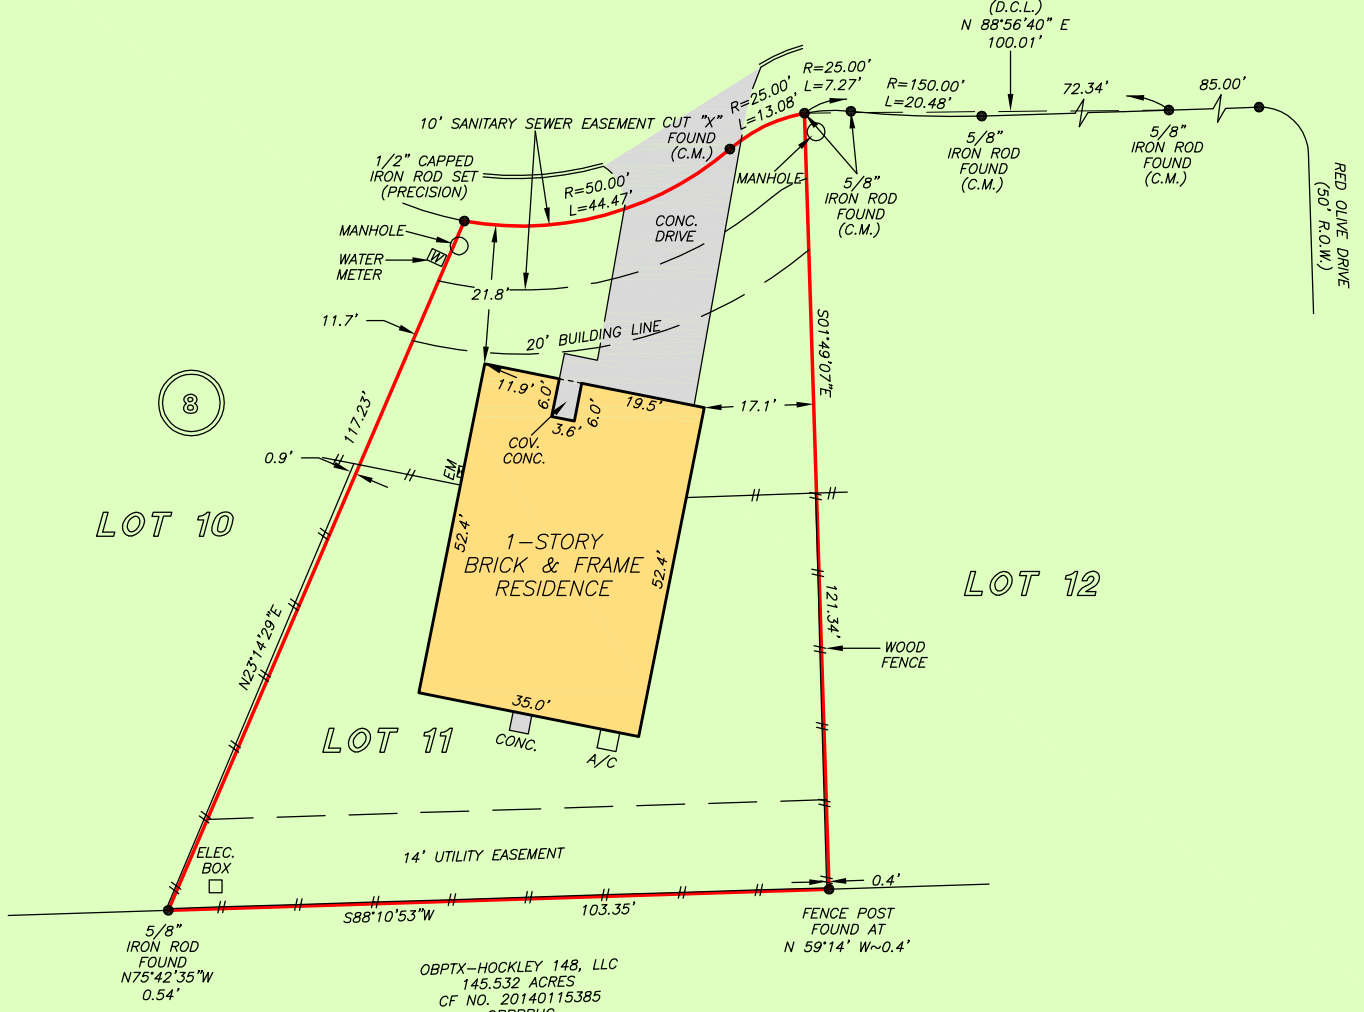 (D.C.L.)
N 88°56'40" E
100.01'
R=25.00'
L=7.27'
R=150.00'
L=20.48'
72.34'
85.00'
R=25.00'
L=13.08'
10' SANITARY SEWER EASEMENT
CUT "X"
FOUND
(C.M.)
1/2" CAPPED
IRON ROD SET
(PRECISION)
R=50.00'
L=44.47'
MANHOLE
5/8"
IRON ROD
FOUND
(C.M.)
5/8"
IRON ROD
FOUND
(C.M.)
5/8"
IRON ROD
FOUND
(C.M.)
RED OLIVE DRIVE
(50' R.O.W.)
MANHOLE
WATER
METER
W
CONC.
DRIVE
21.8'
11.7'
20' BUILDING LINE
S01°49'07"E
11.9'
6.0'
3.6'
6.0'
19.5'
17.1'
COV.
CONC.
8
117.23'
0.9'
EM
LOT 10
52.4'
1-STORY
BRICK & FRAME
RESIDENCE
52.4'
LOT 12
N23°14'29"E
121.34'
WOOD
FENCE
35.0'
LOT 11
CONC.
A/C
ELEC.
BOX
14' UTILITY EASEMENT
0.4'
S88°10'53"W
103.35'
5/8"
IRON ROD
FOUND
N75°42'35"W
0.54'
FENCE POST
FOUND AT
N 59°14' W~0.4'
OBPTX-HOCKLEY 148, LLC
145.532 ACRES
CF NO. 20140115385